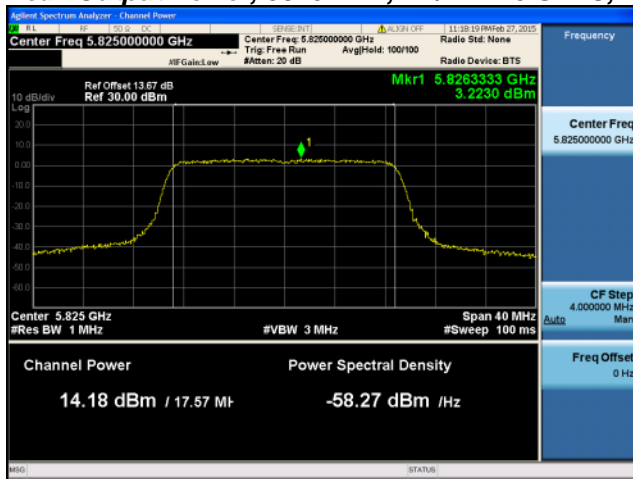 Agilent Spectrum Analyzer - Channel Power
RL RF 50 Ω DC SENSE:INT ALIGN OFF 11:18:19 PM Feb 27, 2015
Center Freq 5.825000000 GHz
Center Freq: 5.825000000 GHz
Radio Std: None
Trig: Free Run Avg|Hold: 100/100
#IFGain:Low #Atten: 20 dB Radio Device: BTS
Mkr1 5.8263333 GHz
3.2230 dBm
Ref Offset 13.67 dB
10 dB/div Ref 30.00 dBm
Log
20.0
10.0
0.00
-10.0
-20.0
-30.0
-40.0
-50.0
-60.0
1
Center 5.825 GHz Span 40 MHz
#Res BW 1 MHz #VBW 3 MHz #Sweep 100 ms
Channel Power Power Spectral Density
14.18 dBm / 17.57 MH -58.27 dBm /Hz
MSG STATUS
Frequency
Center Freq
5.825000000 GHz
CF Step
4.000000 MHz
Auto Man
Freq Offset
0 Hz